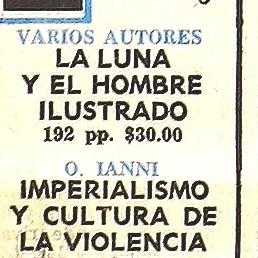 VARIOS AUTORES
LA LUNA
Y EL HOMBRE
ILUSTRADO
192 pp. $30.00
O. IANNI
IMPERIALISMO
Y CULTURA DE
LA VIOLENCIA